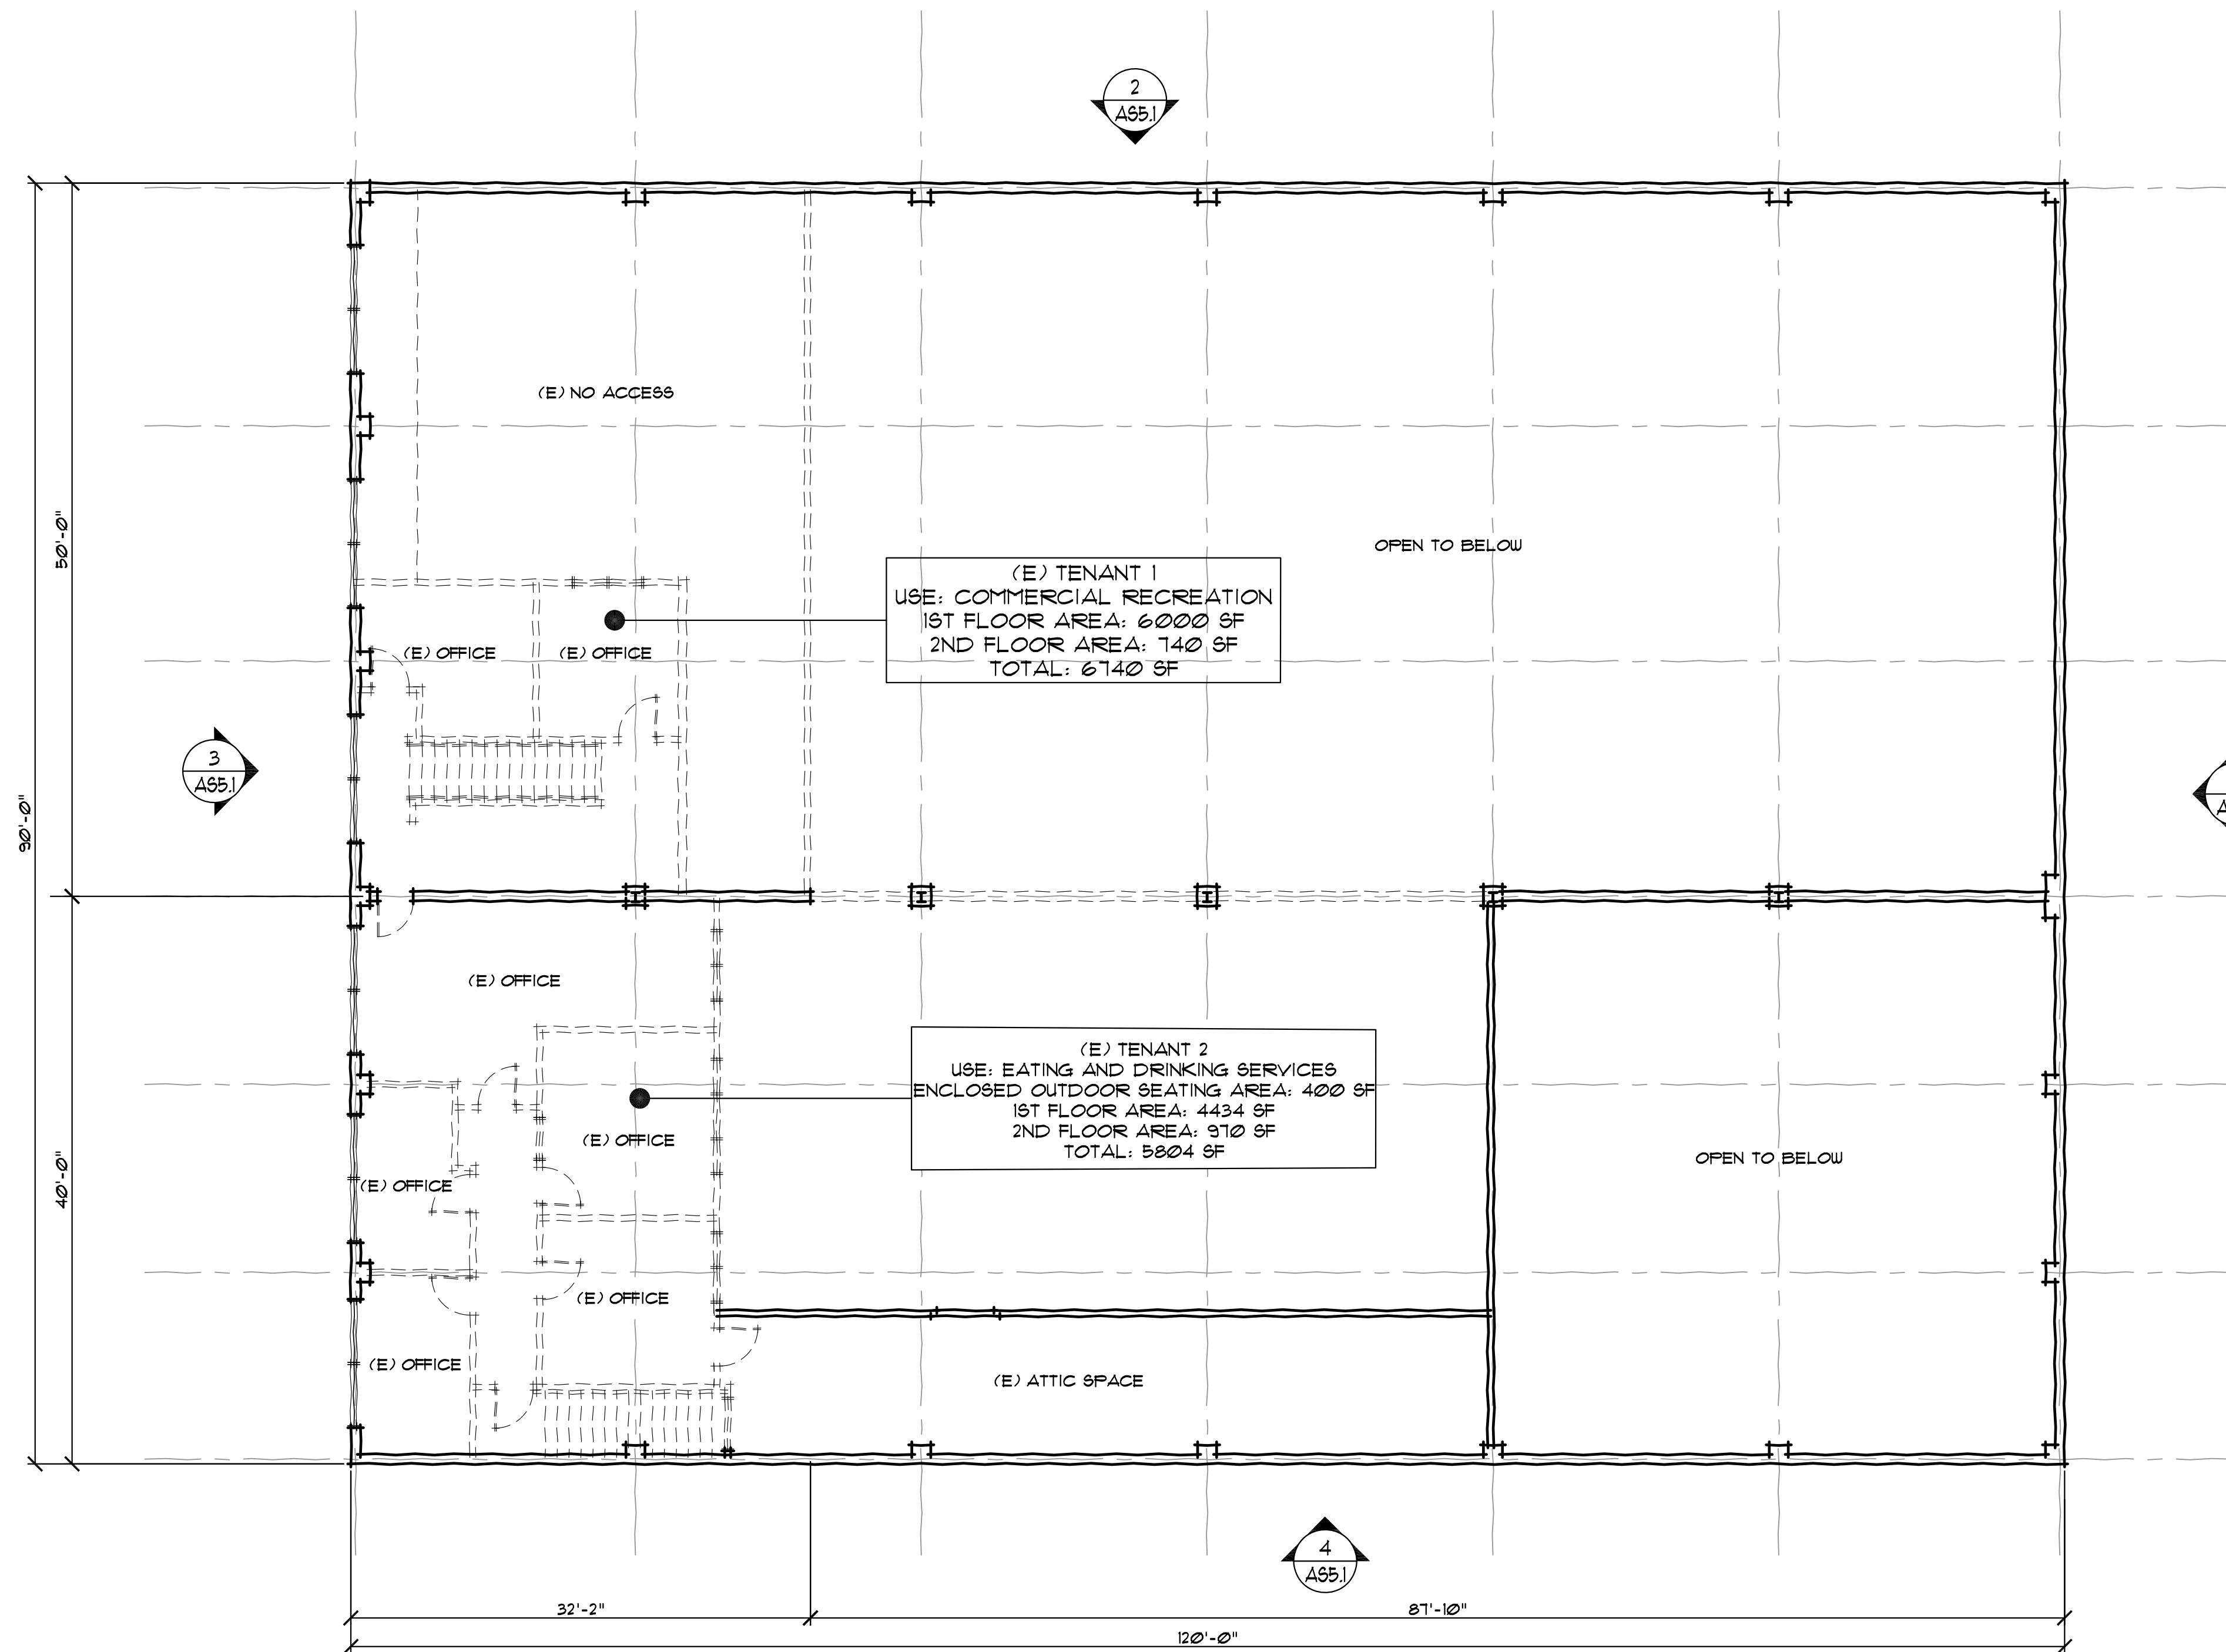 2
AS5.1
(E) NO ACCESS
50'-0"
OPEN TO BELOW
(E) TENANT 1
USE: COMMERCIAL RECREATION
1ST FLOOR AREA: 6000 SF
2ND FLOOR AREA: 740 SF
TOTAL: 6740 SF
(E) OFFICE
(E) OFFICE
3
AS5.1
A
90'-0"
(E) OFFICE
(E) TENANT 2
USE: EATING AND DRINKING SERVICES
ENCLOSED OUTDOOR SEATING AREA: 400 SF
1ST FLOOR AREA: 4434 SF
2ND FLOOR AREA: 970 SF
TOTAL: 5804 SF
(E) OFFICE
OPEN TO BELOW
40'-0"
(E) OFFICE
(E) OFFICE
(E) OFFICE
(E) ATTIC SPACE
4
AS5.1
32'-2"
87'-10"
120'-0"